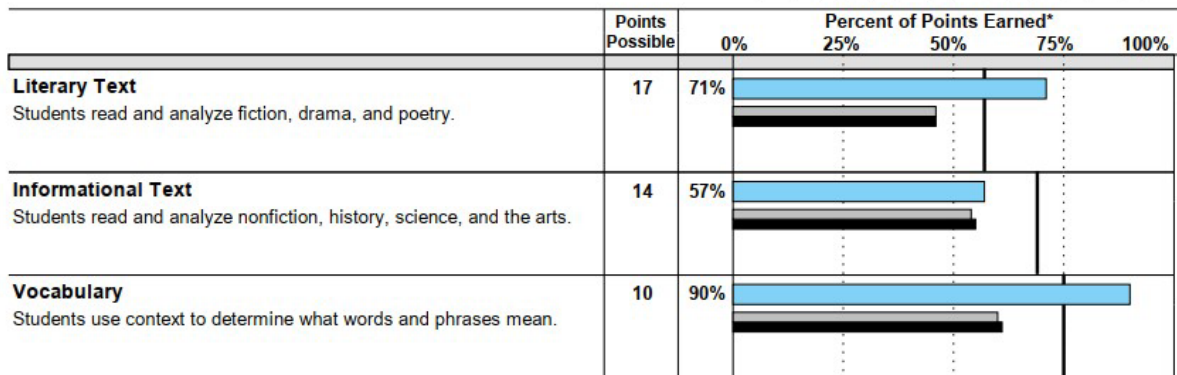 Points Possible
Percent of Points Earned*
0% 25% 50% 75% 100%
Literary Text 17 71%
Students read and analyze fiction, drama, and poetry.
Informational Text 14 57%
Students read and analyze nonfiction, history, science, and the arts.
Vocabulary 10 90%
Students use context to determine what words and phrases mean.